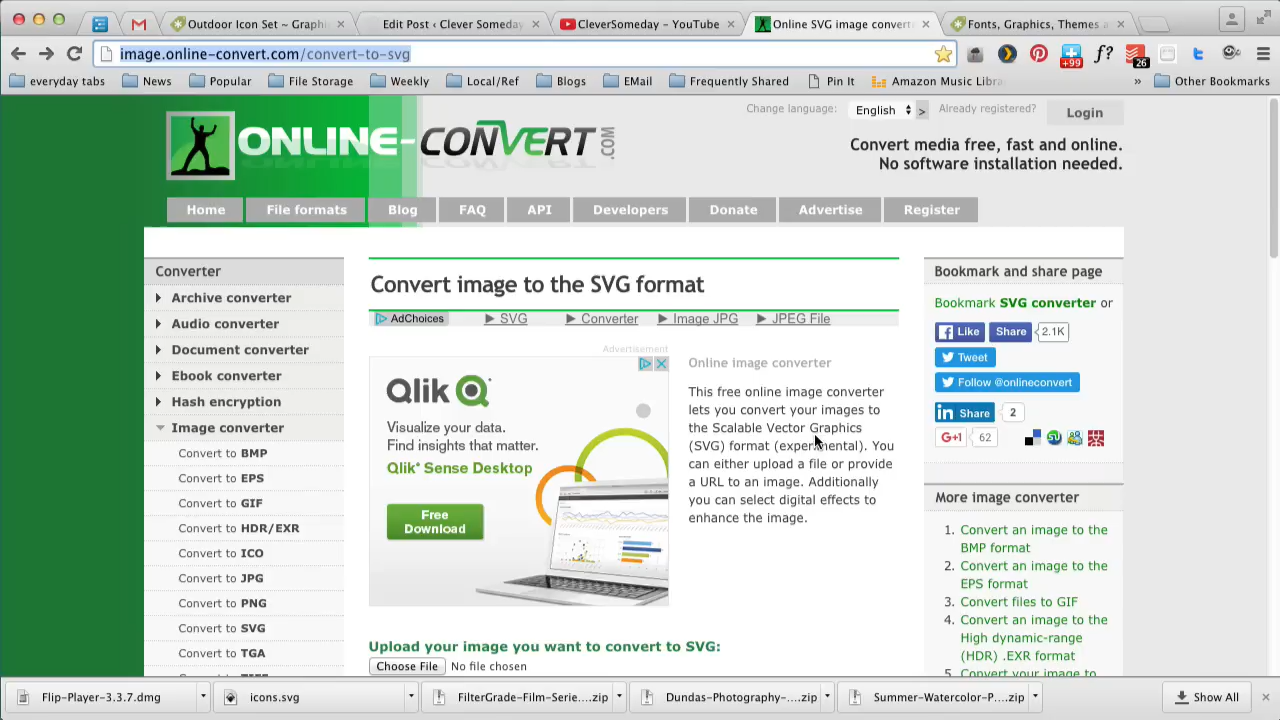 Outdoor Icon Set ~ Graphi
Edit Post ‹ Clever Someday
CleverSomeday - YouTube
Online SVG image convert
Fonts, Graphics, Themes a
image.online-convert.com/convert-to-svg
+99
f?
26
everyday tabs
News
Popular
File Storage
Weekly
Local/Ref
Blogs
EMail
Frequently Shared
Pin It
Amazon Music Libra
»
Other Bookmarks
ONLINE-CONVERT.COM
Change language:
English
>
Already registered?
Login
Convert media free, fast and online.
No software installation needed.
Home
File formats
Blog
FAQ
API
Developers
Donate
Advertise
Register
Converter
Archive converter
Audio converter
Document converter
Ebook converter
Hash encryption
Image converter
Convert to BMP
Convert to EPS
Convert to GIF
Convert to HDR/EXR
Convert to ICO
Convert to JPG
Convert to PNG
Convert to SVG
Convert to TGA
Convert image to the SVG format
AdChoices
SVG
Converter
Image JPG
JPEG File
Advertisement
Qlik
Visualize your data.
Find insights that matter.
Qlik Sense Desktop
Free
Download
Online image converter
This free online image converter
lets you convert your images to
the Scalable Vector Graphics
(SVG) format (experimental). You
can either upload a file or provide
a URL to an image. Additionally
you can select digital effects to
enhance the image.
Upload your image you want to convert to SVG:
Choose File No file chosen
Bookmark and share page
Bookmark SVG converter or
Like
Share
2.1K
Tweet
Follow @onlineconvert
in Share
2
G+1
62
More image converter
1. Convert an image to the
BMP format
2. Convert an image to the
EPS format
3. Convert files to GIF
4. Convert an image to the
High dynamic-range
(HDR) .EXR format
5. Convert your image to
Flip-Player-3.3.7.dmg
icons.svg
FilterGrade-Film-Serie....zip
Dundas-Photography-....zip
Summer-Watercolor-P....zip
Show All